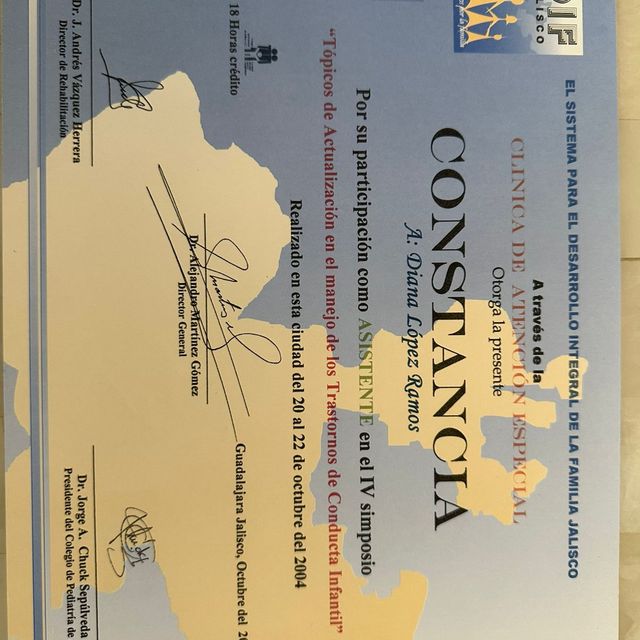 DIF
LISCO
EL SISTEMA PARA EL DESARROLLO INTEGRAL DE LA FAMILIA JALISCO
A través de la
CLINICA DE ATENCIÓN ESPECIAL
Otorga la presente
CONSTANCIA
A: Diana López Ramos
Por su participación como ASISTENTE en el IV simposio
"Tópicos de Actualización en el manejo de los Trastornos de Conducta Infantil"
Realizado en esta ciudad del 20 al 22 de octubre del 2004
18 Horas crédito
Guadalajara Jalisco, Octubre del
Dr. Alejandro Martínez Gómez
Director General
Dr. J. Andrés Vázquez Herrera
Director de Rehabilitación
Dr. Jorge A. Chuck Sepúlveda
Presidente del Colegio de Pediatría de